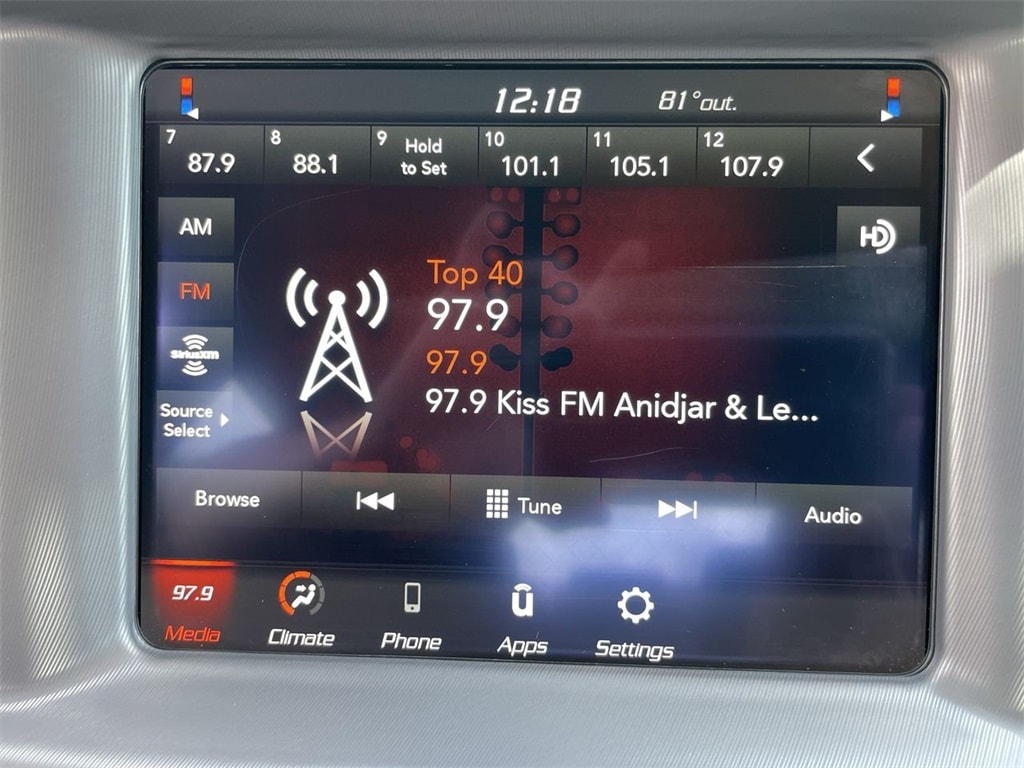 12:18 81°out.
7 87.9
8 88.1
9 Hold to Set
10 101.1
11 105.1
12 107.9
AM
FM
SiriusXM
Source
Select
HD
Top 40
97.9
97.9
97.9 Kiss FM Anidjar & Le...
Browse
Tune
Audio
97.9
Media
Climate
Phone
Apps
Settings